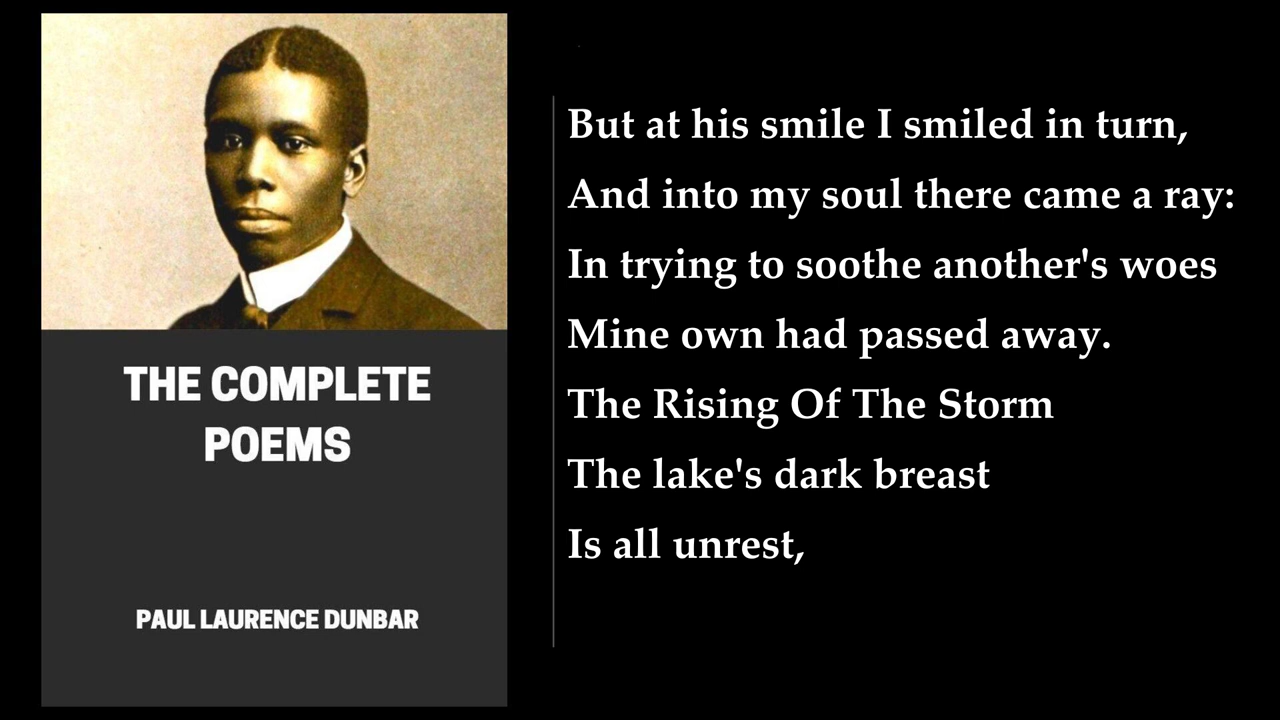 THE COMPLETE
POEMS
PAUL LAURENCE DUNBAR
But at his smile I smiled in turn,
And into my soul there came a ray:
In trying to soothe another's woes
Mine own had passed away.
The Rising Of The Storm
The lake's dark breast
Is all unrest,